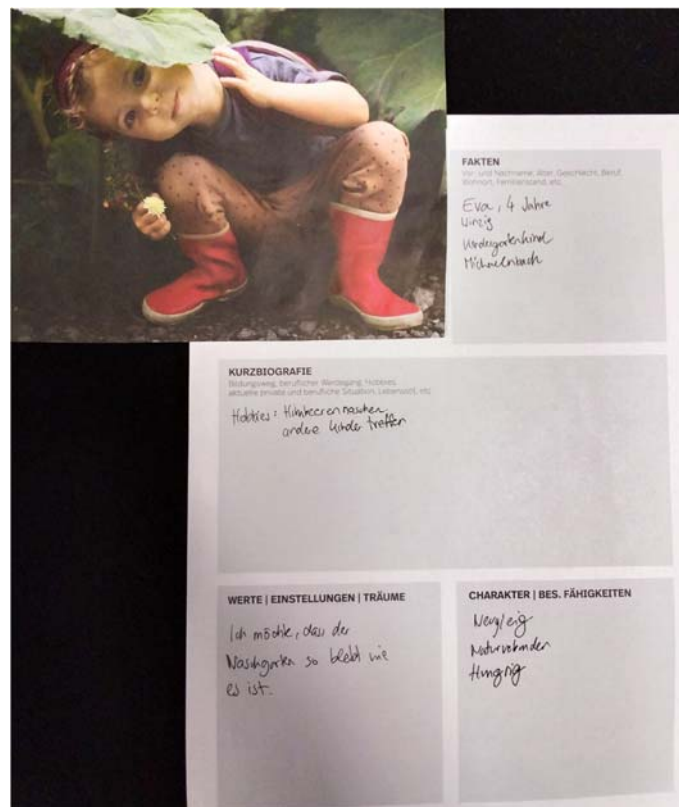 FAKTEN
Vor- und Nachname, Alter, Geschlecht, Beruf,
Wohnort, Familienstand, etc.
Eva, 4 Jahre
Kindergartenkind
Michaelnbach
KURZBIOGRAFIE
Bildungsweg, beruflicher Werdegang, Hobbies,
aktuelle private und berufliche Situation, Lebensstil, etc.
Hobbies: Himbeeren naschen,
andere Kinder treffen
WERTE | EINSTELLUNGEN | TRÄUME
Ich möchte, dass der
Naschgarten so bleibt wie
es ist.
CHARAKTER | BES. FÄHIGKEITEN
Neugierig
Naturverbunden
Hungrig